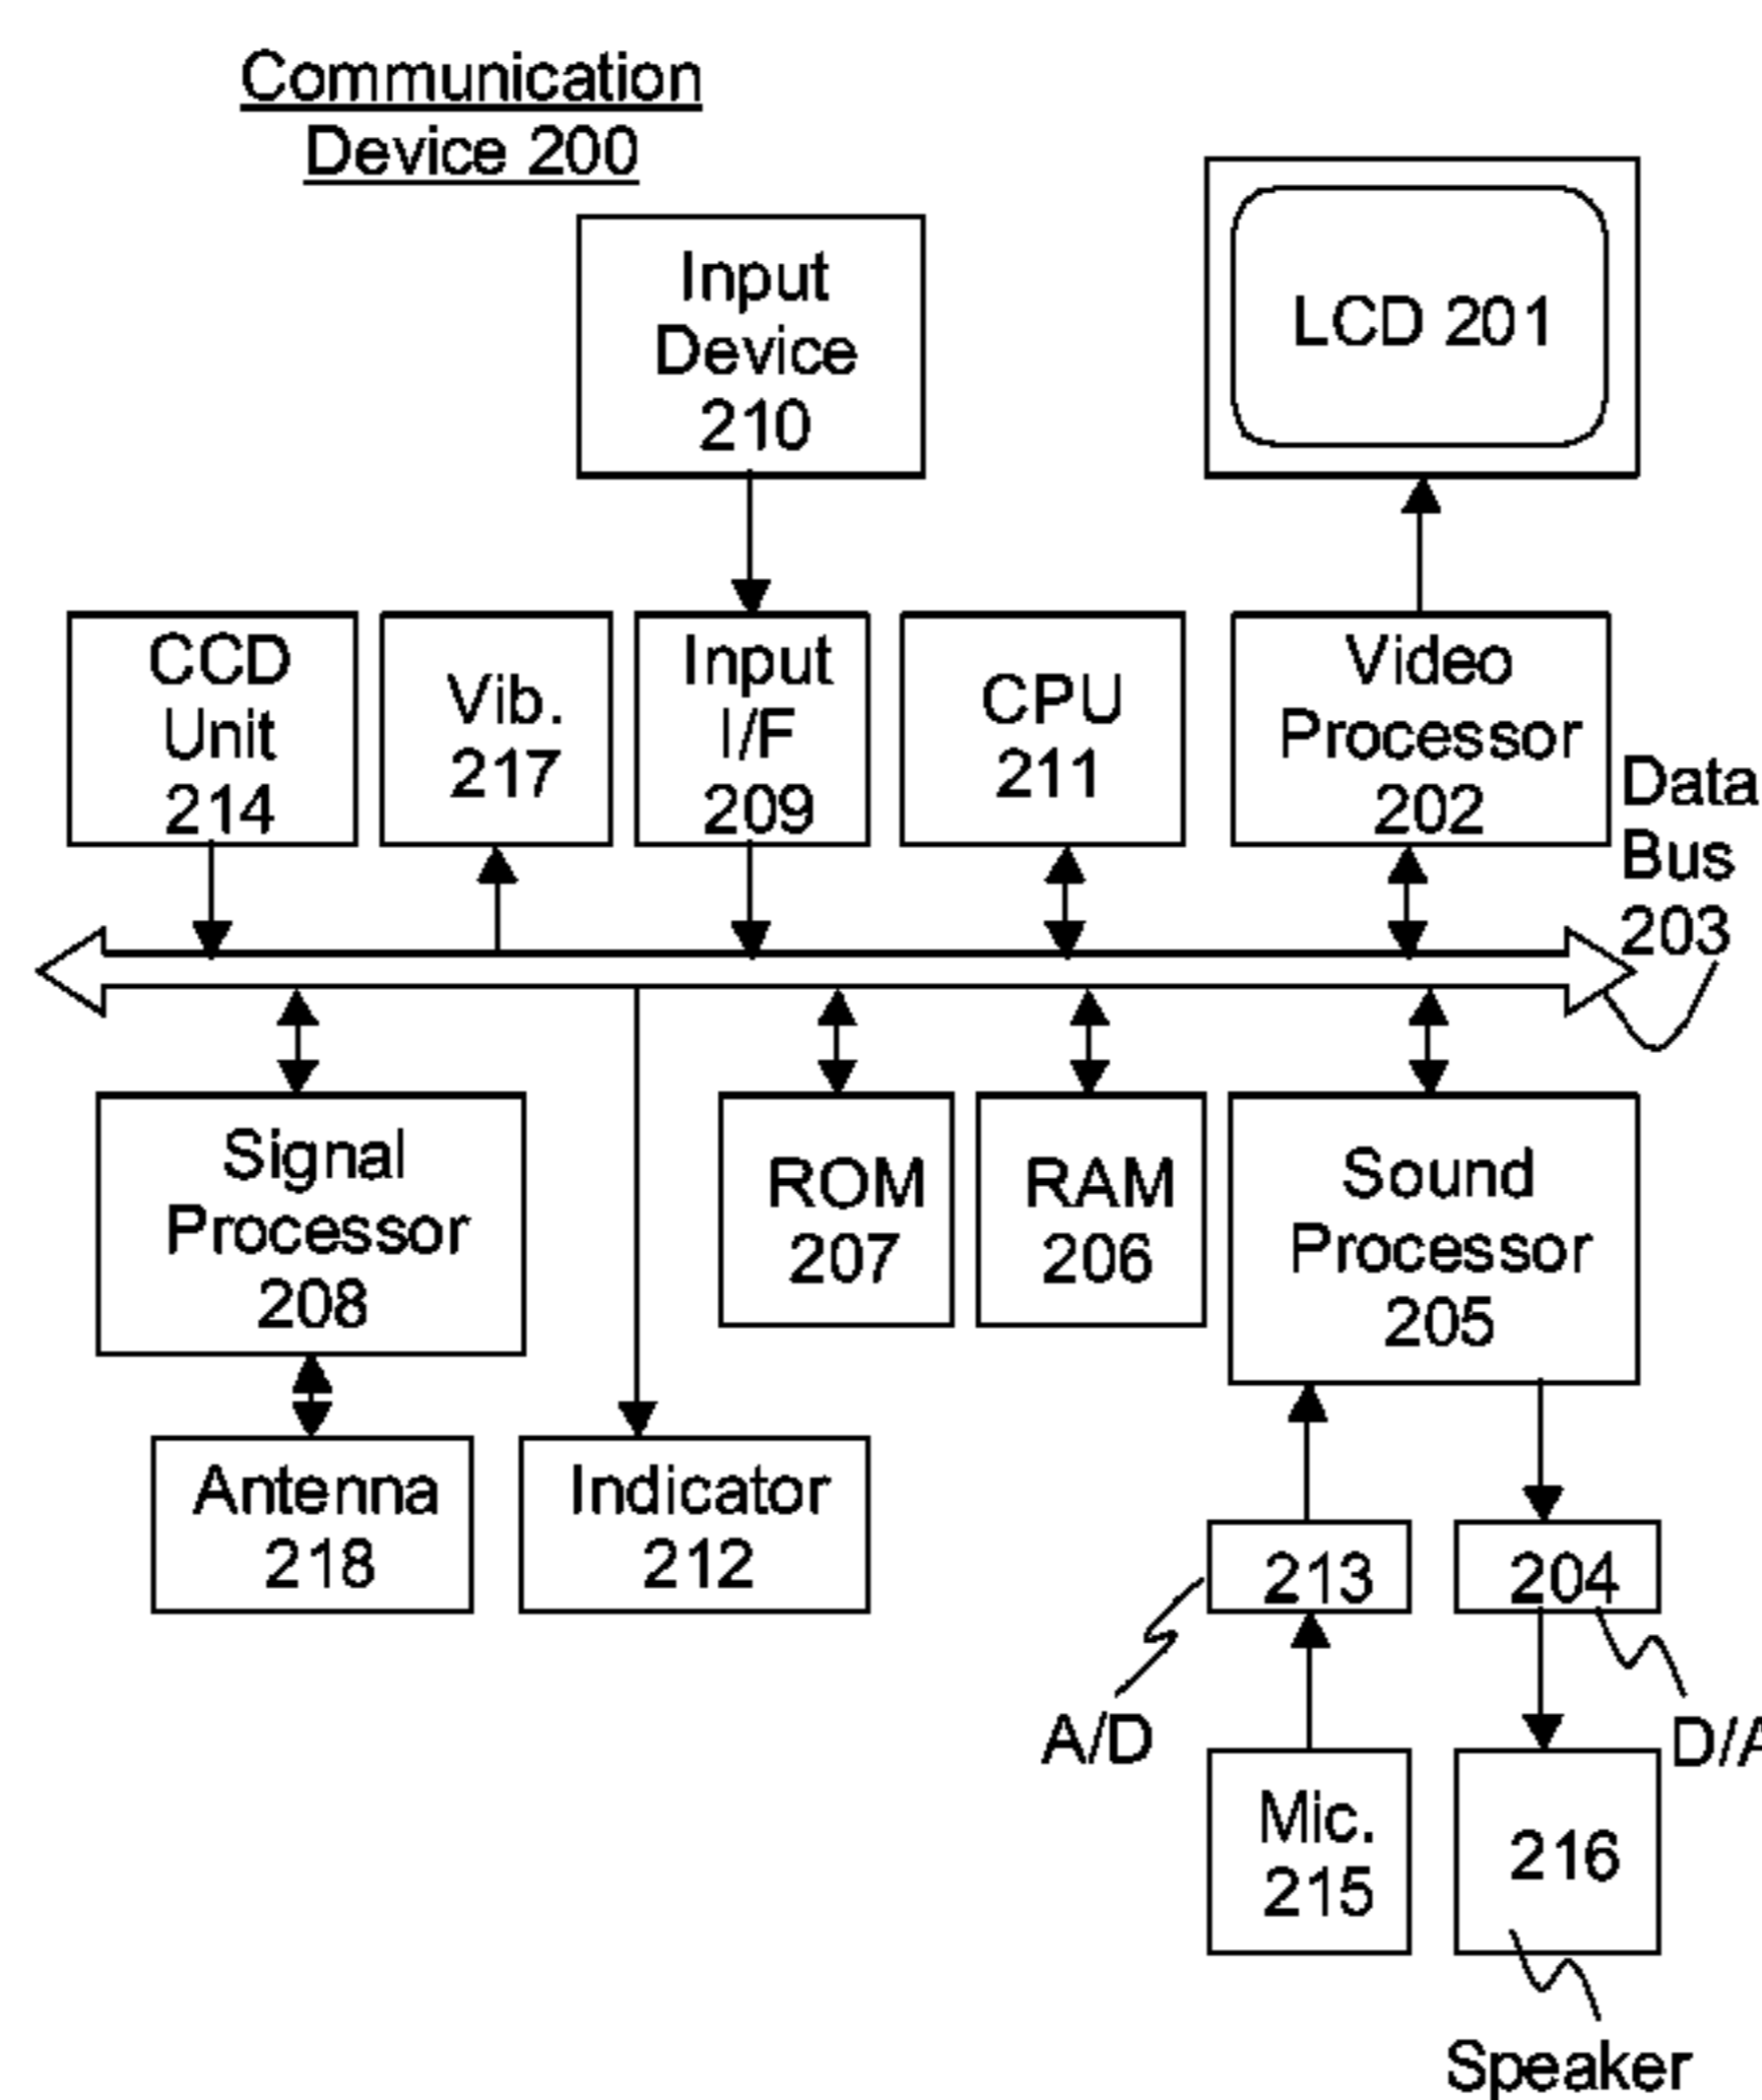 Communication
Device 200
Input
Device
210
LCD 201
CCD
Unit
214
Vib.
217
Input
I/F
209
CPU
211
Video
Processor
202
Data
Bus
203
Signal
Processor
208
ROM
207
RAM
206
Sound
Processor
205
Antenna
218
Indicator
212
213
204
A/D
D/A
Mic.
215
216
Speaker